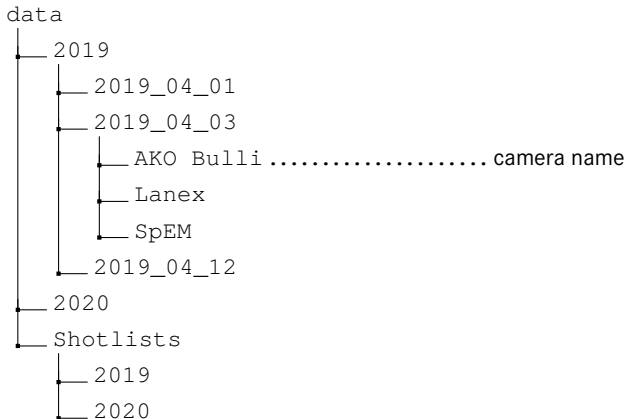 data
2019
2019_04_01
2019_04_03
AKO Bulli ..................... camera name
Lanex
SpEM
2019_04_12
2020
Shotlists
2019
2020